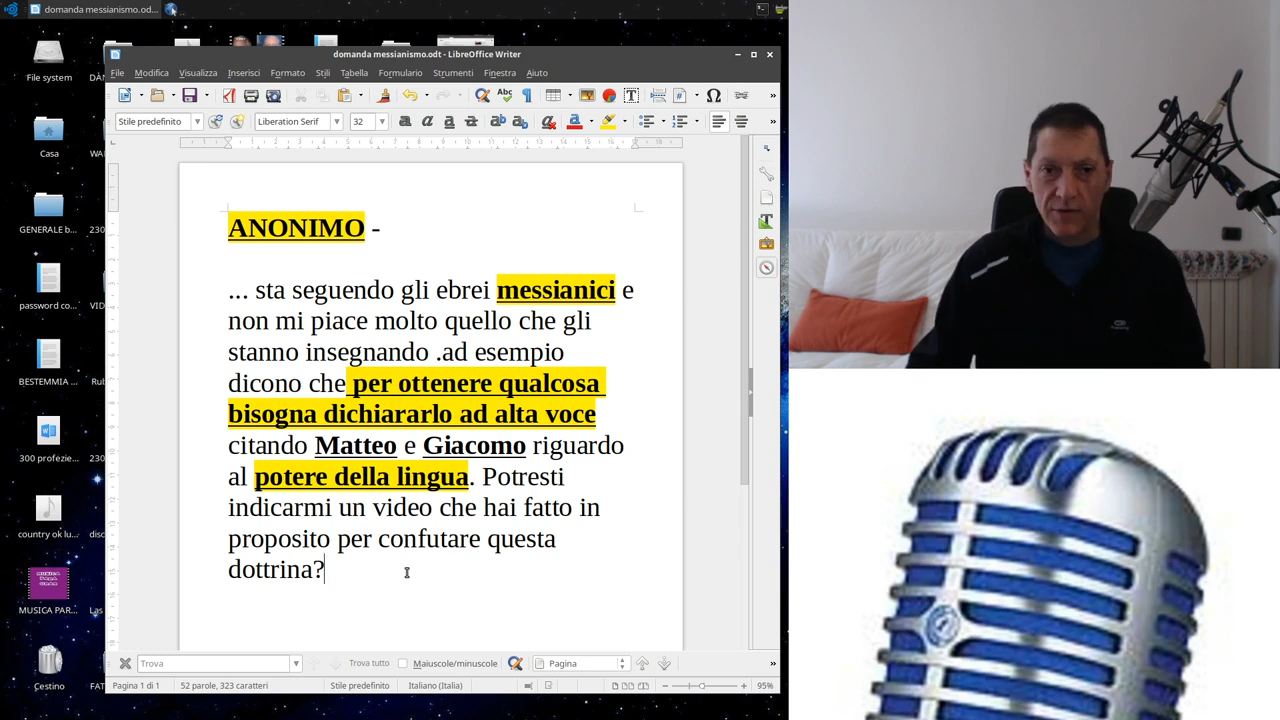 domanda messianismo.od...
domanda messianismo.odt - LibreOffice Writer
File Modifica Visualizza Inserisci Formato Stili Tabella Formulario Strumenti Finestra Aiuto
Stile predefinito Liberation Serif 32
ANONIMO -
... sta seguendo gli ebrei messianici e
non mi piace molto quello che gli
stanno insegnando .ad esempio
dicono che per ottenere qualcosa
bisogna dichiararlo ad alta voce
citando Matteo e Giacomo riguardo
al potere della lingua. Potresti
indicarmi un video che hai fatto in
proposito per confutare questa
dottrina?
Trova Trova tutto Maiuscole/minuscole Pagina
Pagina 1 di 1 52 parole, 323 caratteri Stile predefinito Italiano (Italia) 95%
File system
Casa
GENERALE b...
password co...
BESTEMMIA ...
300 profezie...
country ok lu...
MUSICA PAR...
Cestino